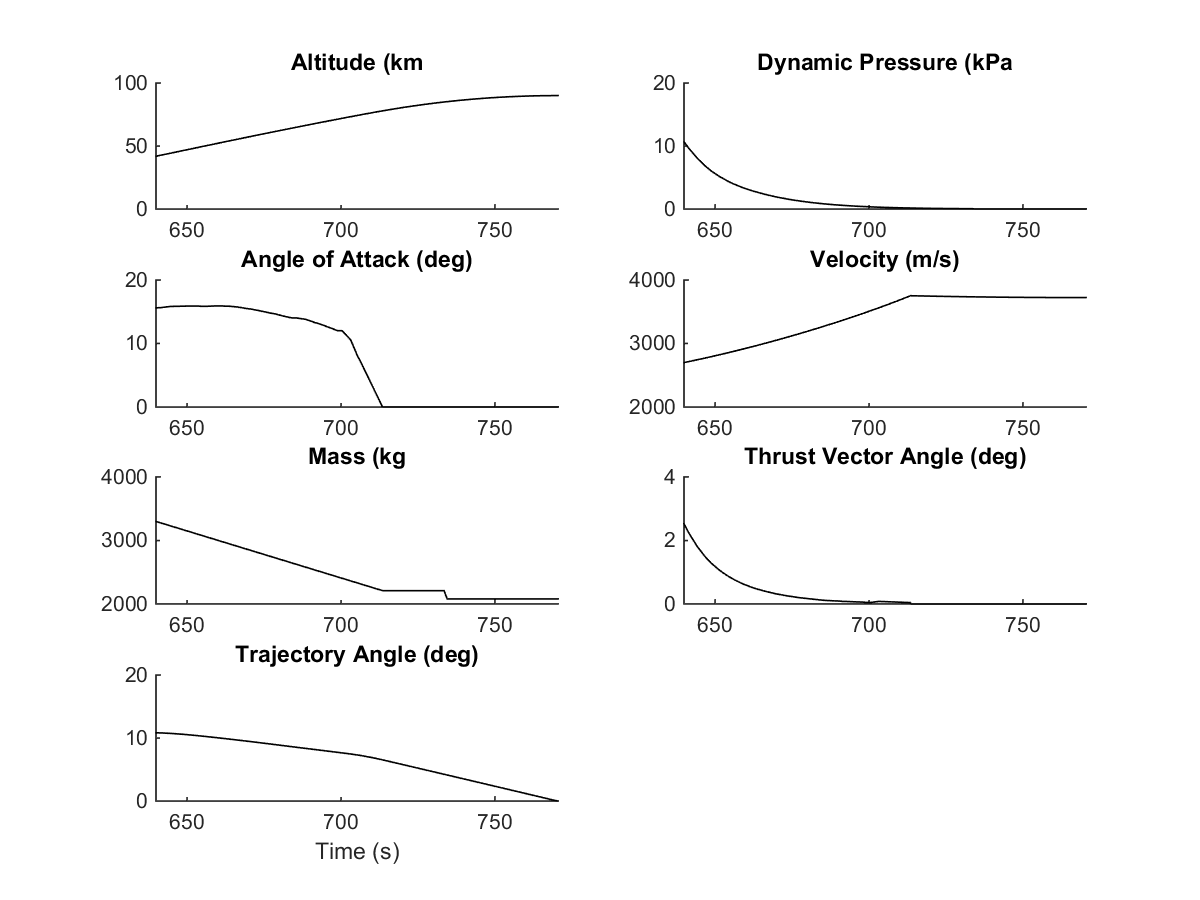 Altitude (km
100
50
0
650 700 750
Dynamic Pressure (kPa
20
10
0
650 700 750
Angle of Attack (deg)
20
10
0
650 700 750
Velocity (m/s)
4000
3000
2000
650 700 750
Mass (kg
4000
3000
2000
650 700 750
Thrust Vector Angle (deg)
4
2
0
650 700 750
Trajectory Angle (deg)
20
10
0
650 700 750
Time (s)